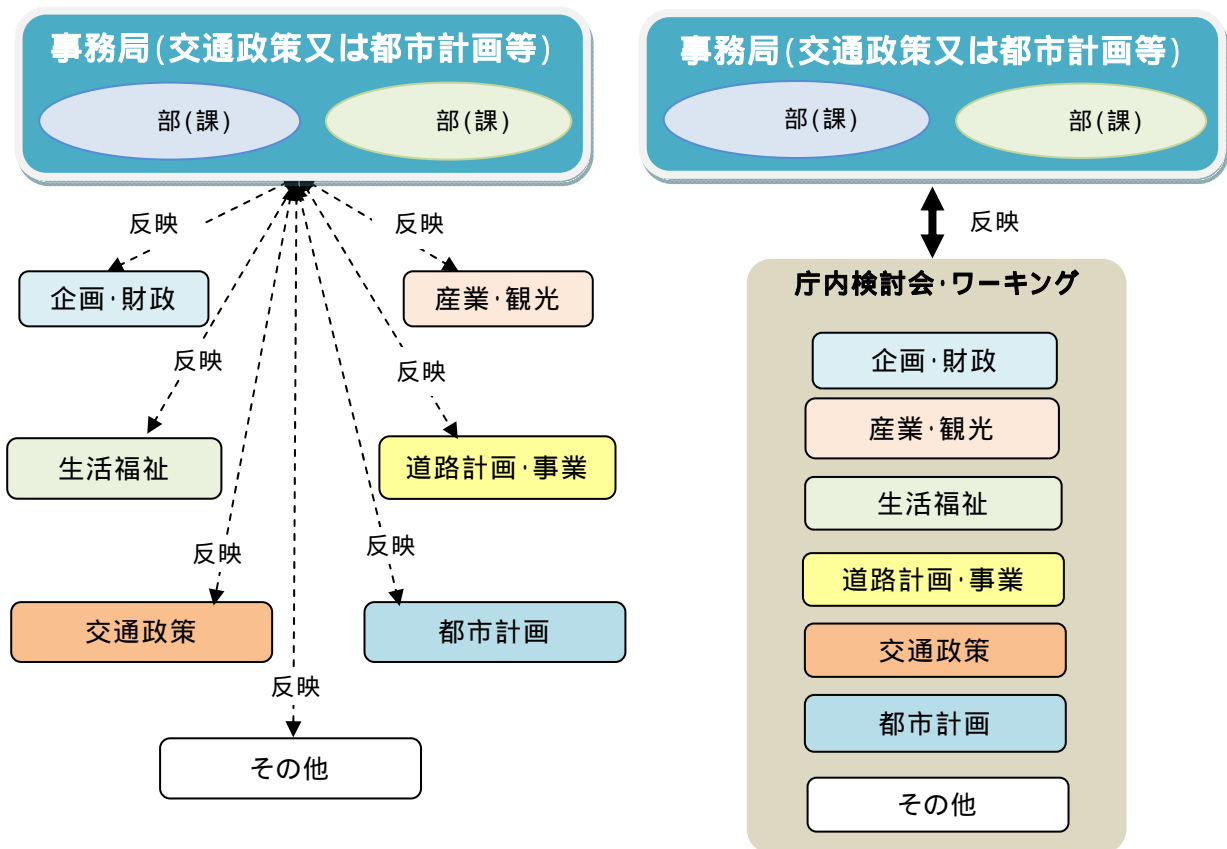 事務局(交通政策又は都市計画等)
部(課)
部(課)
反映
反映
企画・財政
産業・観光
反映
反映
生活福祉
道路計画・事業
反映
反映
交通政策
都市計画
反映
その他
事務局(交通政策又は都市計画等)
部(課)
部(課)
反映
庁内検討会・ワーキング
企画・財政
産業・観光
生活福祉
道路計画・事業
交通政策
都市計画
その他